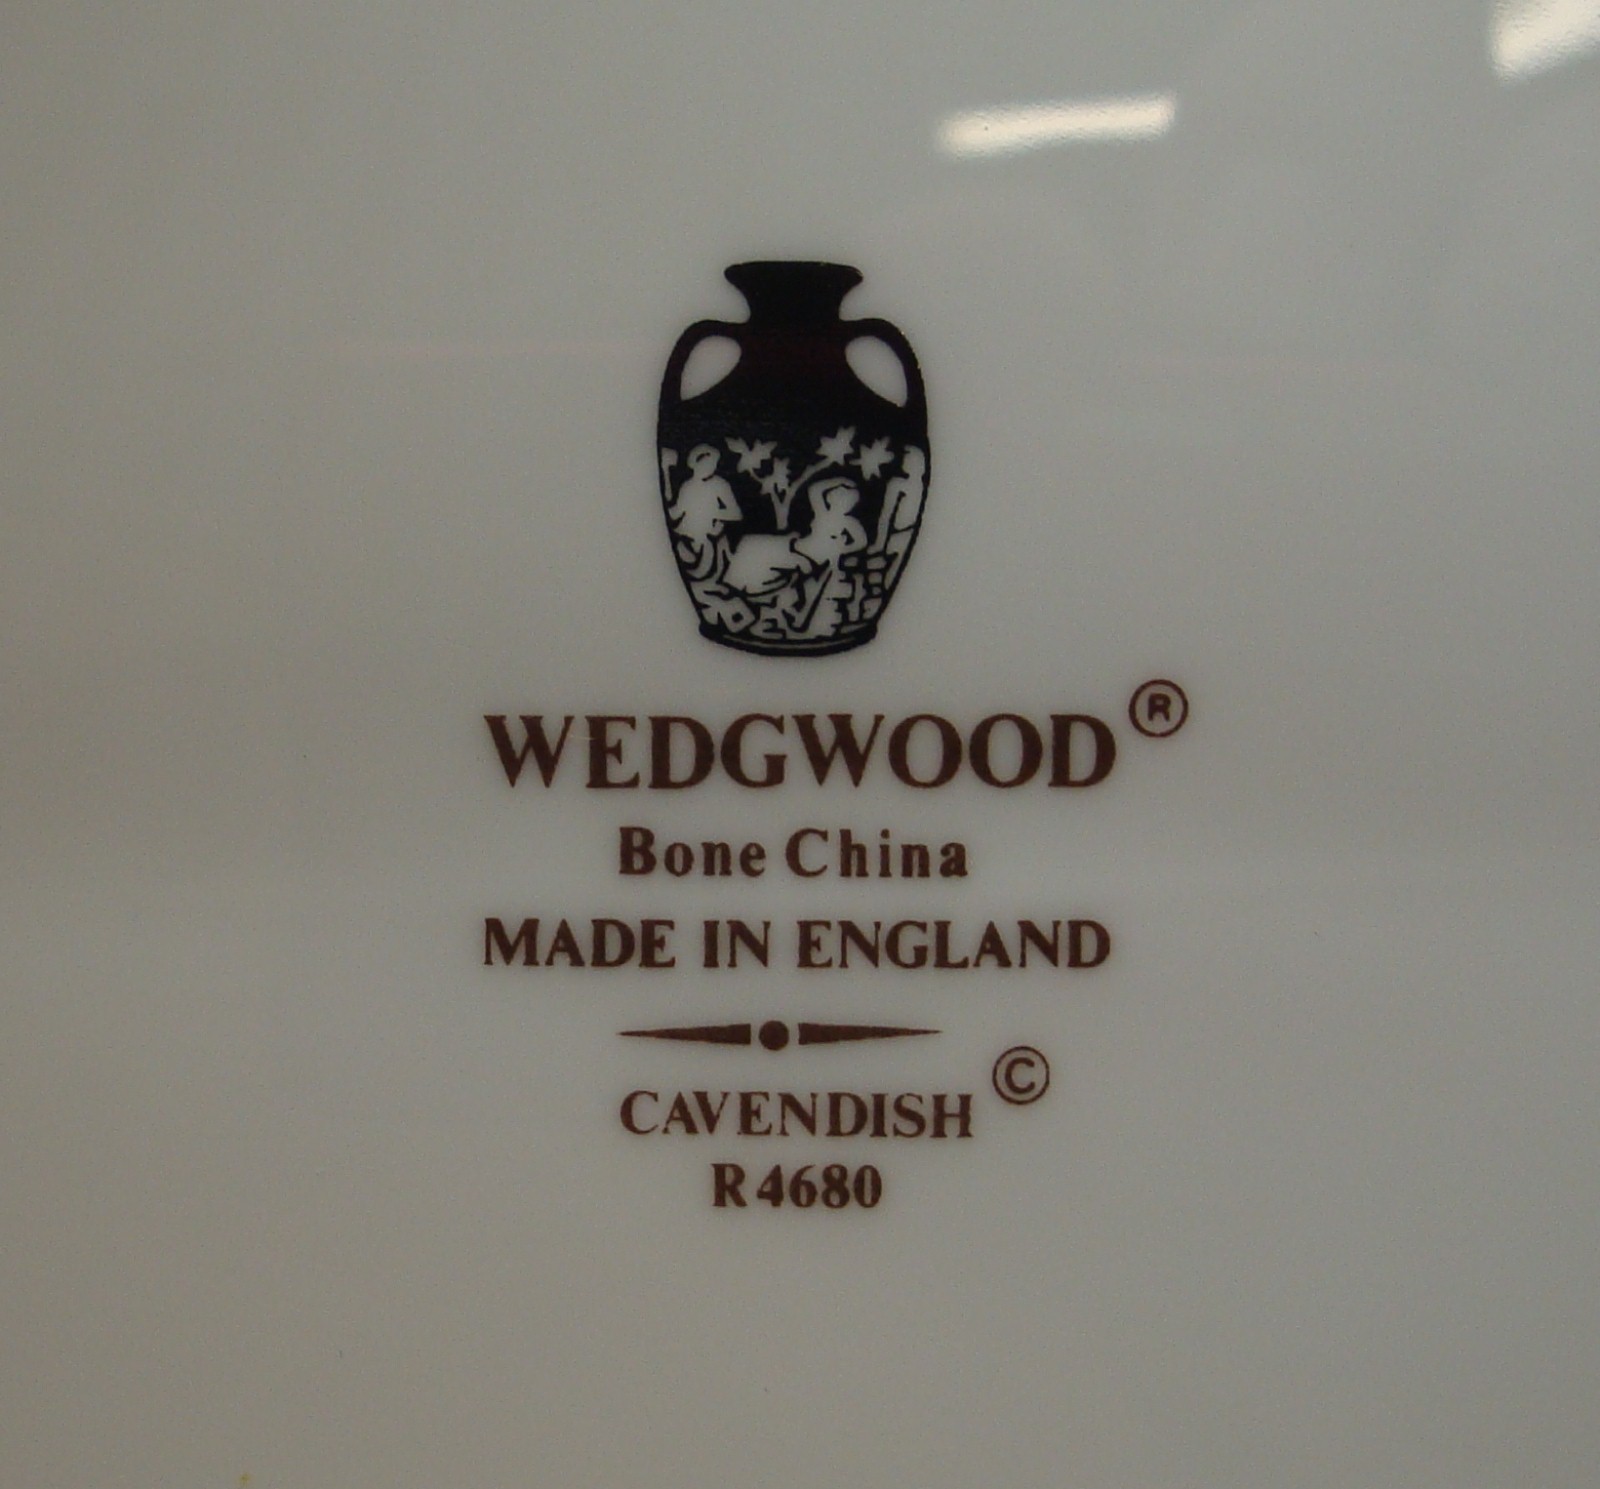 WEDGWOOD ®
Bone China
MADE IN ENGLAND
CAVENDISH ©
R4680